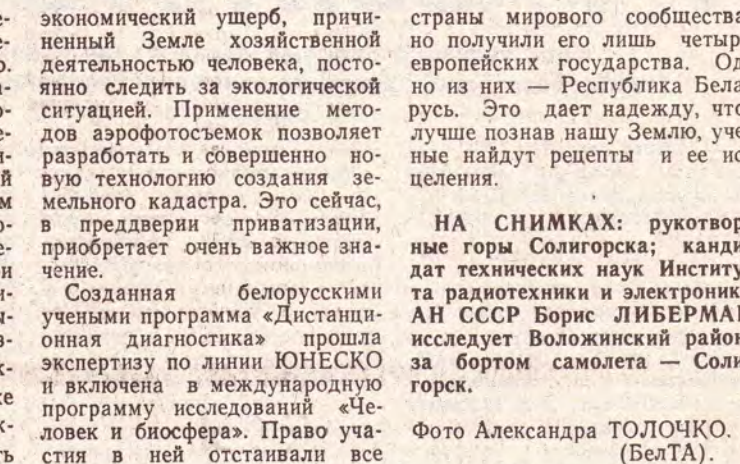 е-
е-
о.
й
м
о-
е-
и
и-
ы-
в-
к-
же
к-
ть
экономический ущерб, причи-
ненный Земле хозяйственной
деятельностью человека, посто-
янно следить за экологической
ситуацией. Применение мето-
дов аэрофотосъемок позволяет
разработать и совершенно но-
вую технологию создания зе-
мельного кадастра. Это сейчас,
в преддверии приватизации,
приобретает очень важное зна-
чение.
Созданная белорусскими
учеными программа «Дистанци-
онная диагностика» прошла
экспертизу по линии ЮНЕСКО
и включена в международную
программу исследований «Че-
ловек и биосфера». Право уча-
стия в ней отстаивали все
страны мирового сообщества
но получили его лишь четыр
европейских государства. Од
но из них — Республика Бела
русь. Это дает надежду, что
лучше познав нашу Землю, уче
ные найдут рецепты и ее ис
целения.
НА СНИМКАХ: рукотвор
ные горы Солигорска; канди
дат технических наук Институ
та радиотехники и электроник
АН СССР Борис ЛИБЕРМАН
исследует Воложинский район
за бортом самолета — Соли
горск.
Фото Александра ТОЛОЧКО.
(БелТА).